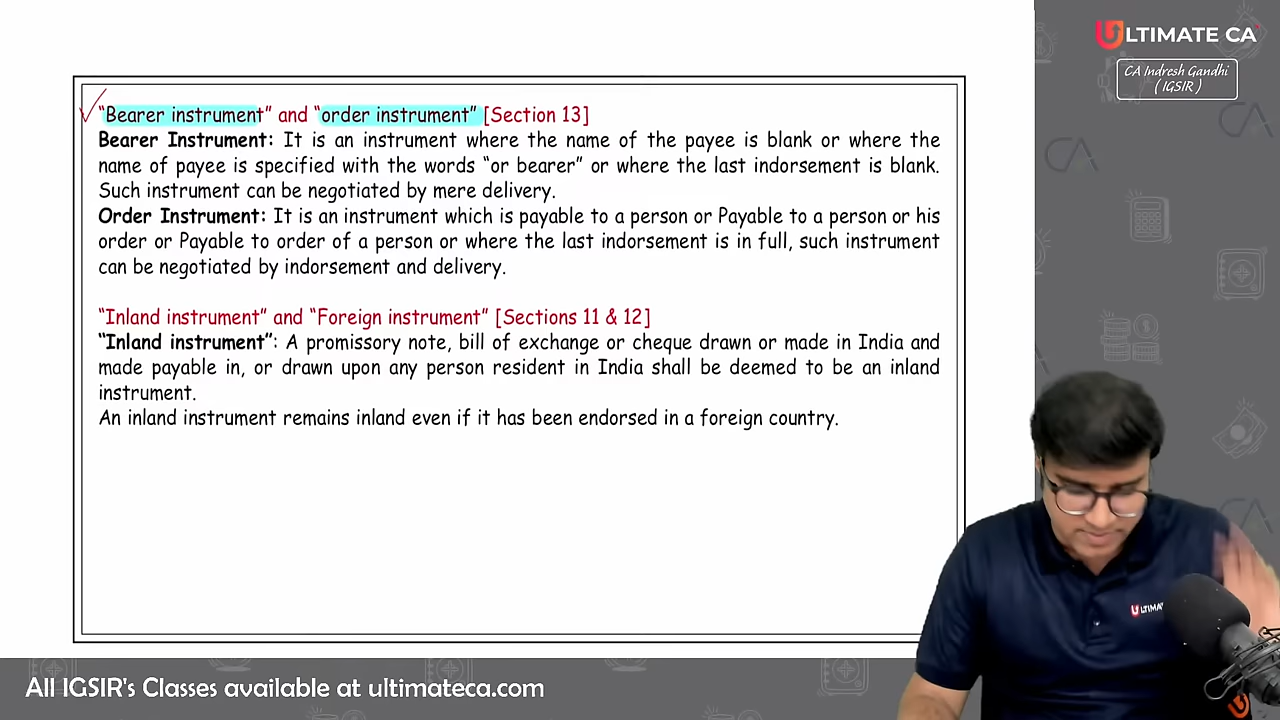 ULTIMATE CA
CA Indresh Gandhi
( IGSIR )
“Bearer instrument” and “order instrument” [Section 13]
Bearer Instrument: It is an instrument where the name of the payee is blank or where the
name of payee is specified with the words “or bearer” or where the last indorsement is blank.
Such instrument can be negotiated by mere delivery.
Order Instrument: It is an instrument which is payable to a person or Payable to a person or his
order or Payable to order of a person or where the last indorsement is in full, such instrument
can be negotiated by indorsement and delivery.
“Inland instrument” and “Foreign instrument” [Sections 11 & 12]
“Inland instrument”: A promissory note, bill of exchange or cheque drawn or made in India and
made payable in, or drawn upon any person resident in India shall be deemed to be an inland
instrument.
An inland instrument remains inland even if it has been endorsed in a foreign country.
CA
CA
ULTIMA
All IGSIR's Classes available at ultimateca.com